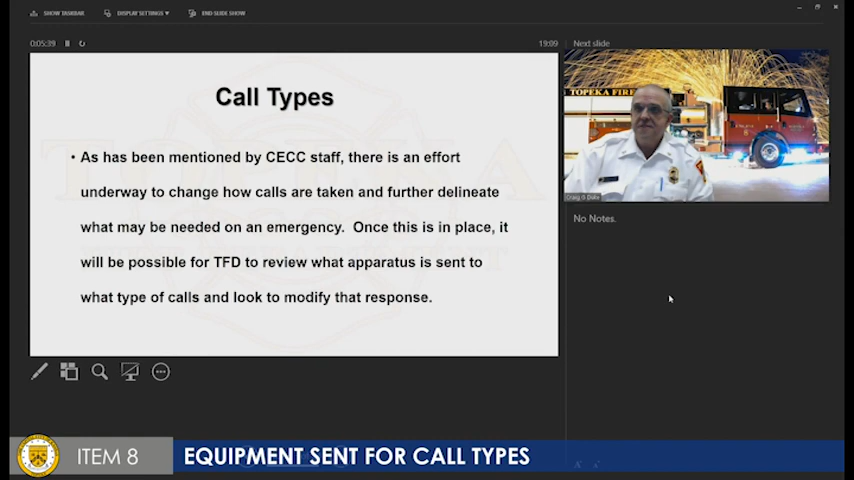 SHOW TASKBAR
DISPLAY SETTINGS ▾
END SLIDE SHOW
0:05:39
19:09
Next slide
Call Types
• As has been mentioned by CECC staff, there is an effort
underway to change how calls are taken and further delineate
what may be needed on an emergency. Once this is in place, it
will be possible for TFD to review what apparatus is sent to
what type of calls and look to modify that response.
TOPEKA FIRE
No Notes.
ITEM 8
EQUIPMENT SENT FOR CALL TYPES